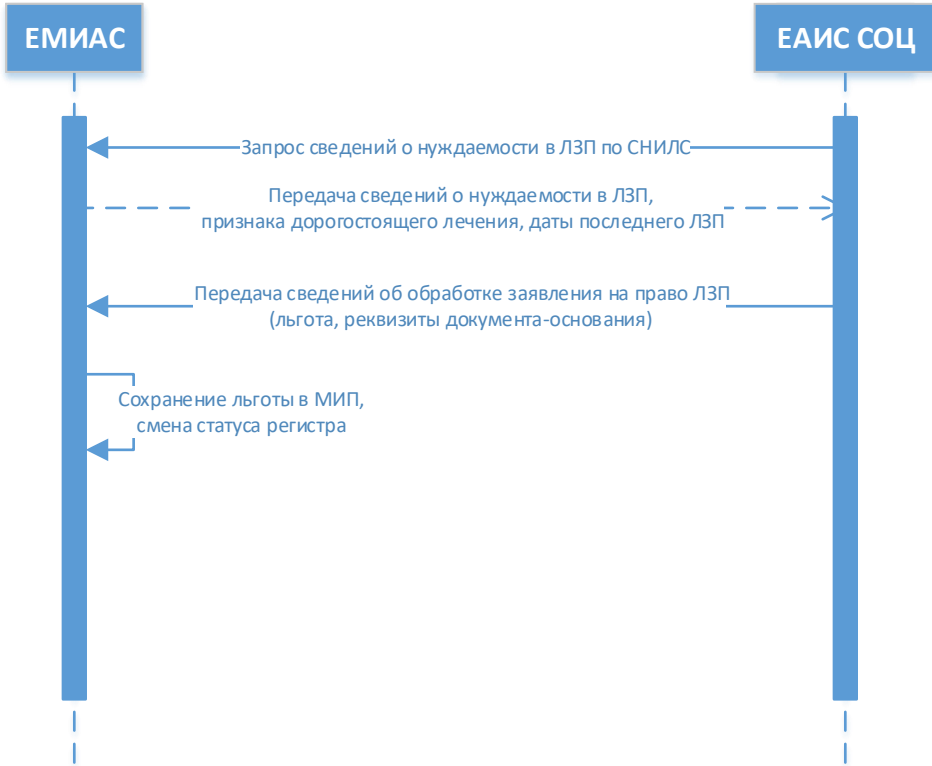 ЕМИАС
ЕАИС СОЦ
Запрос сведений о нуждаемости в ЛЗП по СНИЛС
Передача сведений о нуждаемости в ЛЗП,
признака дорогостоящего лечения, даты последнего ЛЗП
Передача сведений об обработке заявления на право ЛЗП
(льгота, реквизиты документа-основания)
Сохранение льготы в МИП,
смена статуса регистра